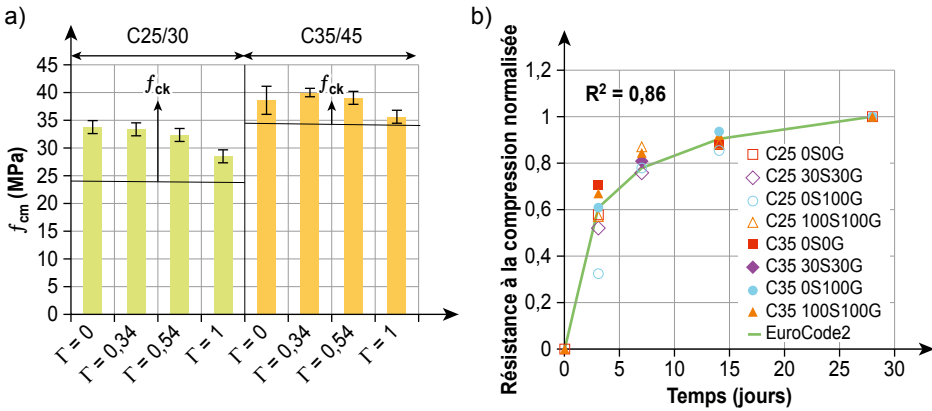 a)
C25/30
C35/45
f_cm (MPa)
45
40
35
30
25
20
15
10
5
0
f_ck
f_ck
Γ = 0
Γ = 0,34
Γ = 0,54
Γ = 1
Γ = 0
Γ = 0,34
Γ = 0,54
Γ = 1
b)
Résistance à la compression normalisée
1,2
1
0,8
0,6
0,4
0,2
0
R² = 0,86
C25 0S0G
C25 30S30G
C25 0S100G
C25 100S100G
C35 0S0G
C35 30S30G
C35 0S100G
C35 100S100G
EuroCode2
0 5 10 15 20 25 30
Temps (jours)